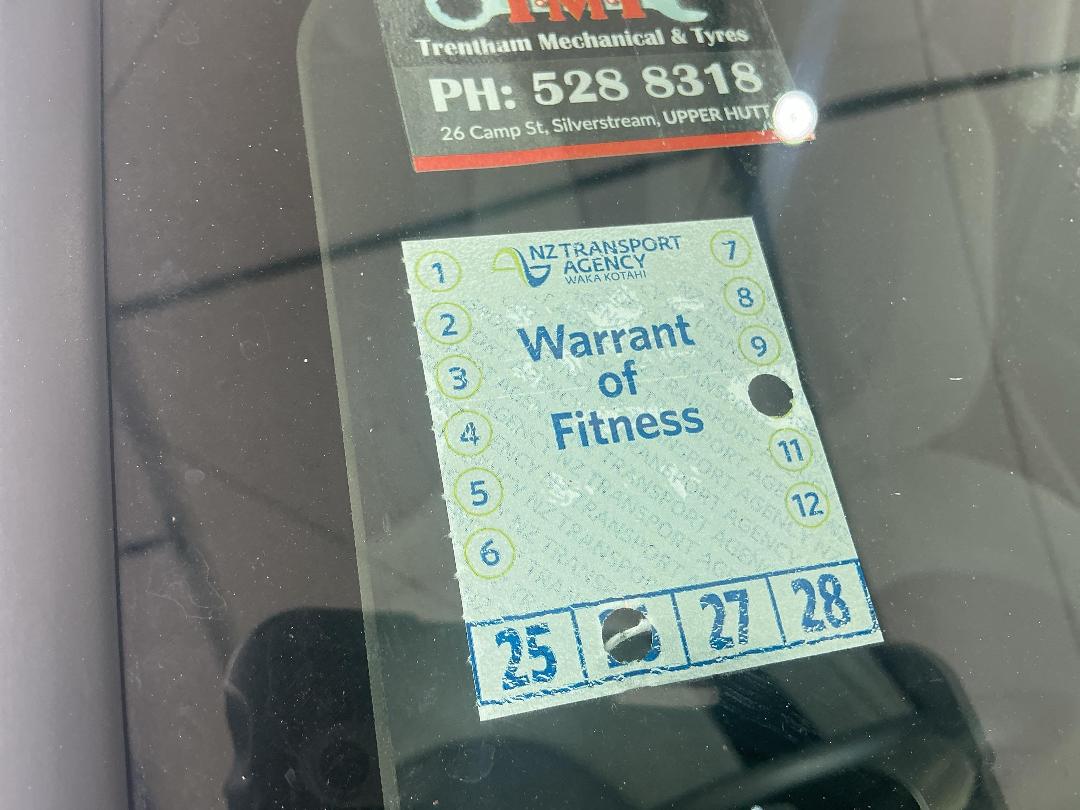 Trentham Mechanical & Tyres
PH: 528 8318
26 Camp St, Silverstream, UPPER HUTT
NZ TRANSPORT
AGENCY
WAKA KOTAHI
Warrant
of
Fitness
1
2
3
4
5
6
7
8
9
11
12
25
27
28